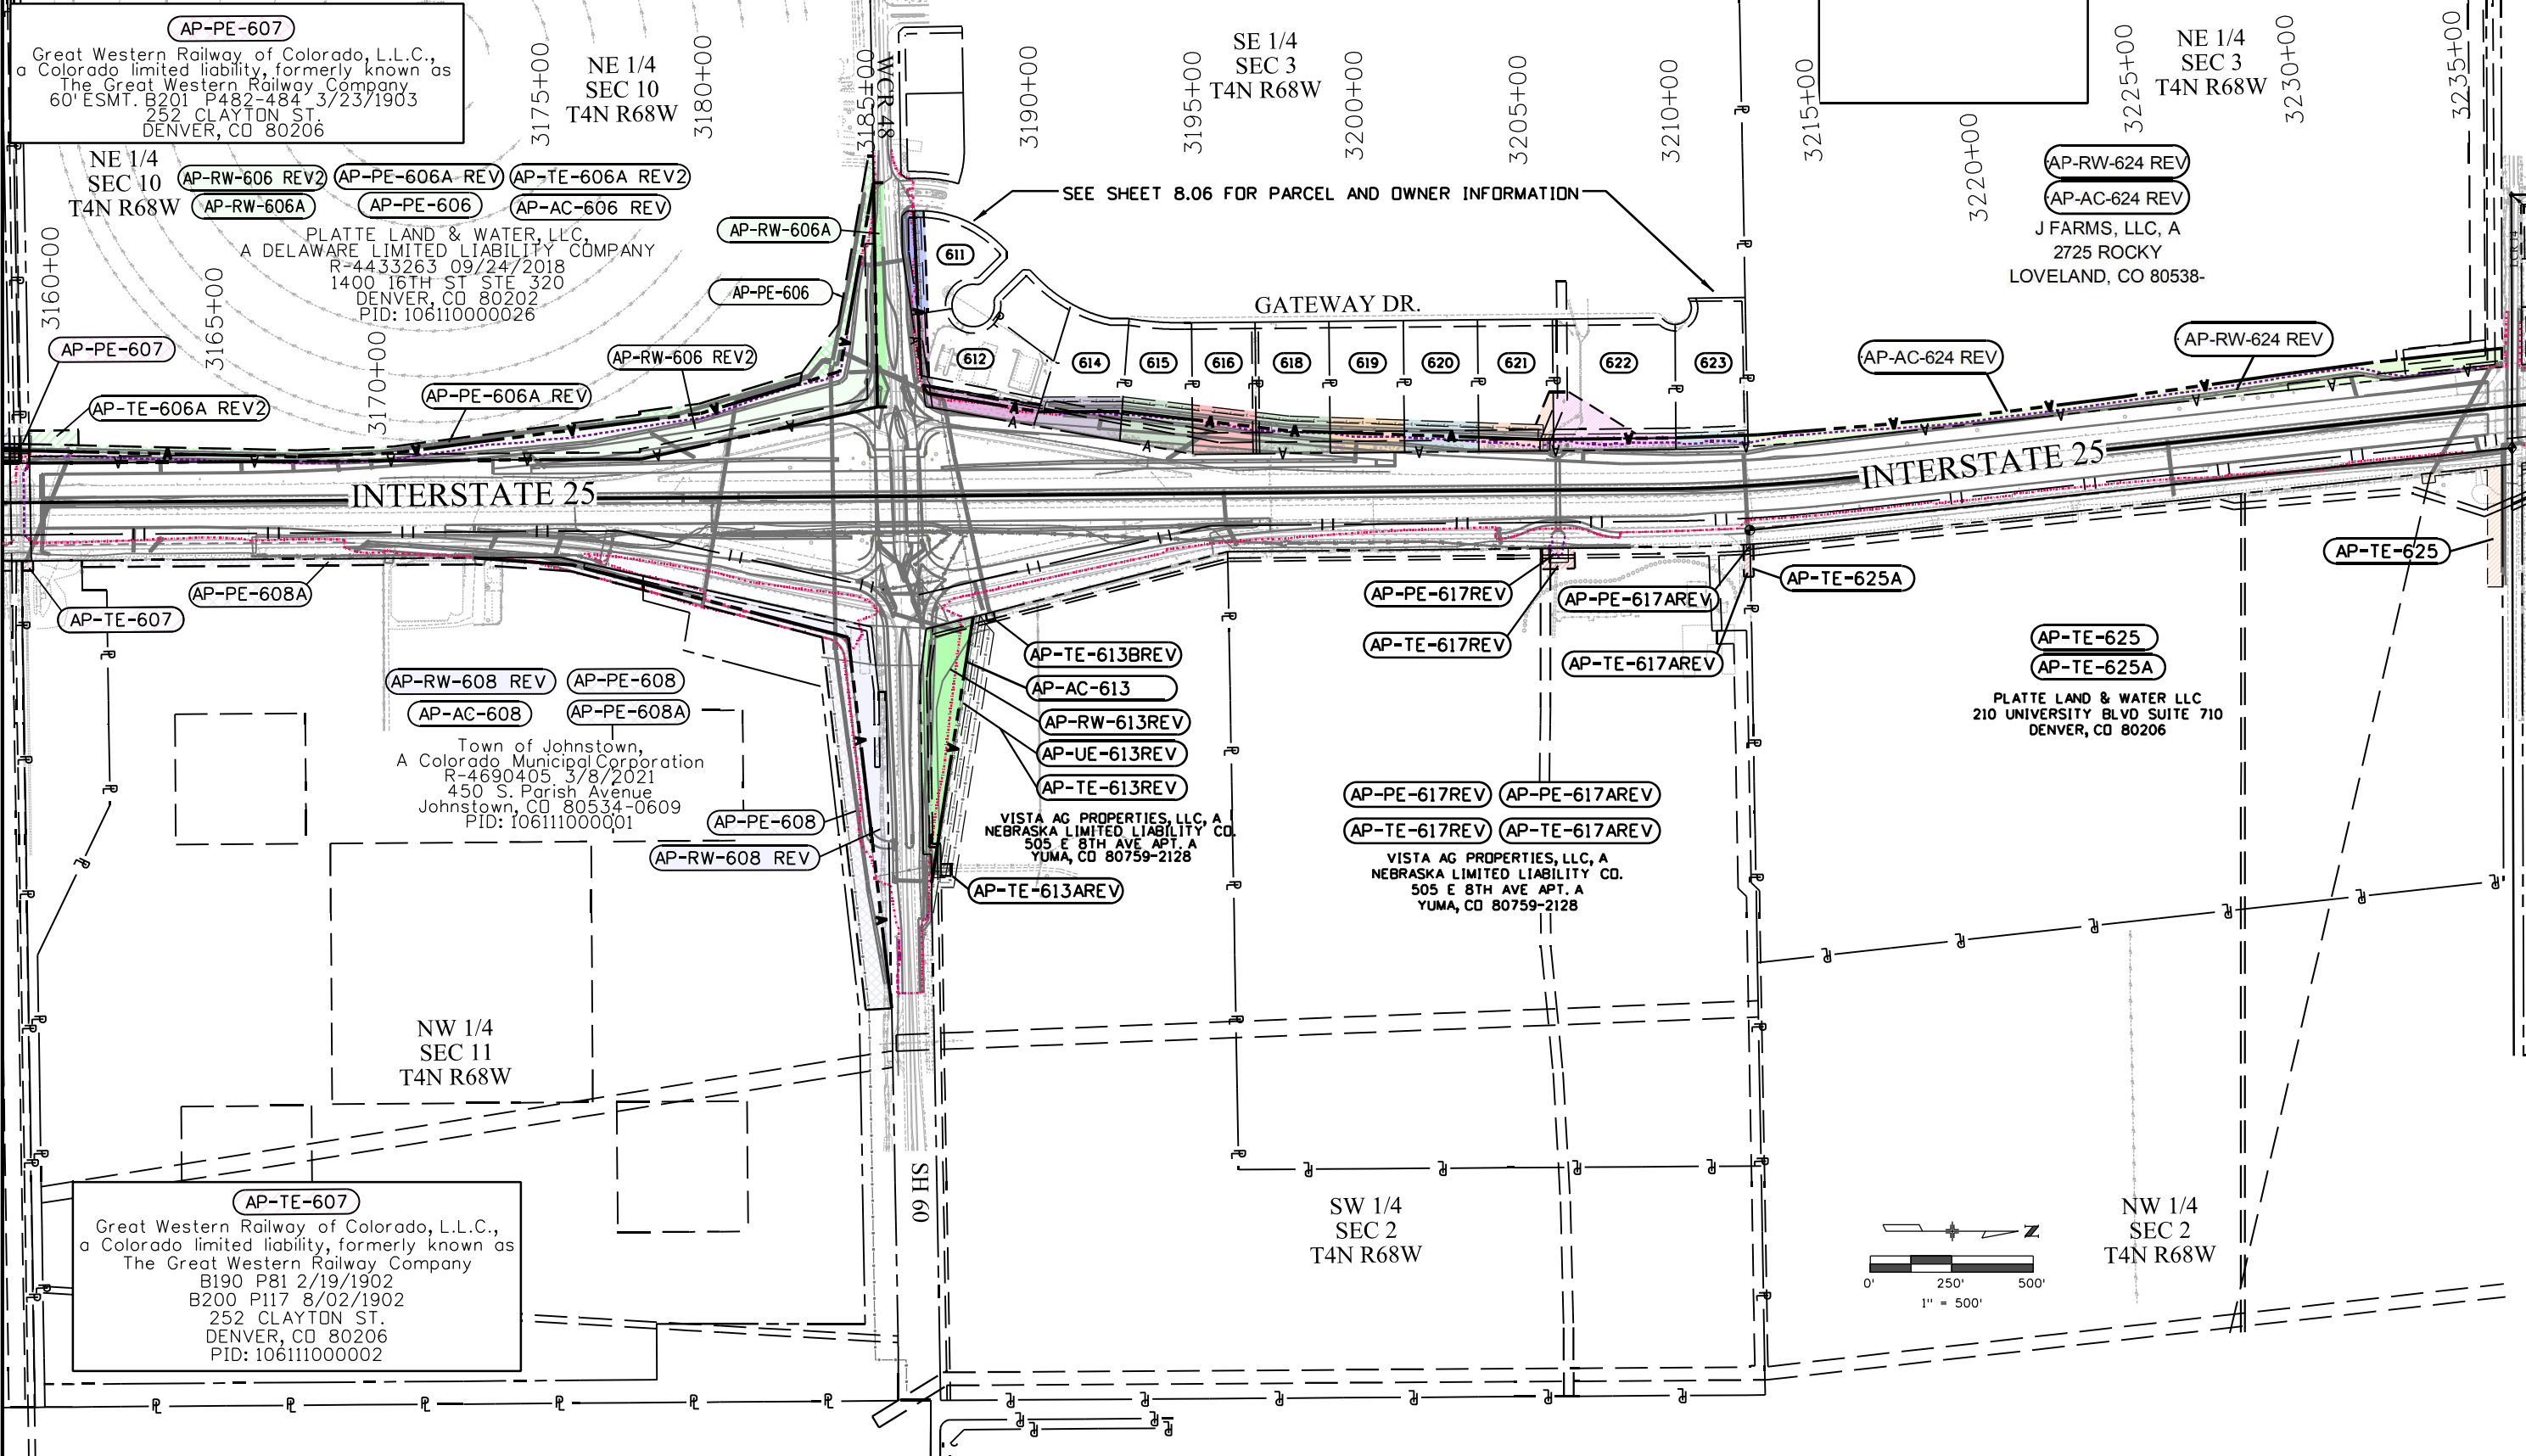 AP-PE-607
Great Western Railway of Colorado, L.L.C.,
a Colorado limited liability, formerly known as
The Great Western Railway Company
60' ESMT. B201 P482-484 3/23/1903
252 CLAYTON ST.
DENVER, CO 80206
NE 1/4
SEC 10
T4N R68W
3175+00
3180+00
3185+00
WCR 48
3190+00
3195+00
SE 1/4
SEC 3
T4N R68W
3200+00
3205+00
3210+00
3215+00
3220+00
3225+00
NE 1/4
SEC 3
T4N R68W
3230+00
3235+00
NE 1/4
SEC 10
T4N R68W
AP-RW-606 REV2
AP-PE-606A REV
AP-TE-606A REV2
AP-RW-606A
AP-PE-606
AP-AC-606 REV
PLATTE LAND & WATER, LLC,
A DELAWARE LIMITED LIABILITY COMPANY
R-4433263 09/24/2018
1400 16TH ST STE 320
DENVER, CO 80202
PID: 106110000026
3160+00
3165+00
3170+00
SEE SHEET 8.06 FOR PARCEL AND OWNER INFORMATION
AP-RW-624 REV
AP-AC-624 REV
J FARMS, LLC, A
2725 ROCKY
LOVELAND, CO 80538-
AP-RW-606A
AP-PE-606
611
GATEWAY DR.
AP-PE-607
AP-RW-606 REV2
AP-PE-606A REV
AP-TE-606A REV2
612
614
615
616
618
619
620
621
622
623
AP-AC-624 REV
AP-RW-624 REV
INTERSTATE 25
INTERSTATE 25
AP-PE-608A
AP-TE-607
AP-PE-617REV
AP-PE-617AREV
AP-TE-625A
AP-TE-625
AP-TE-617REV
AP-TE-617AREV
AP-TE-613BREV
AP-AC-613
AP-RW-613REV
AP-UE-613REV
AP-TE-613REV
VISTA AG PROPERTIES, LLC, A
NEBRASKA LIMITED LIABILITY CO.
505 E 8TH AVE APT. A
YUMA, CO 80759-2128
AP-TE-613AREV
AP-RW-608 REV
AP-PE-608
AP-AC-608
AP-PE-608A
Town of Johnstown,
A Colorado Municipal Corporation
R-4690405 3/8/2021
450 S. Parish Avenue
Johnstown, CO 80534-0609
PID: 106111000001
AP-PE-608
AP-RW-608 REV
AP-TE-625
AP-TE-625A
PLATTE LAND & WATER LLC
210 UNIVERSITY BLVD SUITE 710
DENVER, CO 80206
AP-PE-617REV
AP-PE-617AREV
AP-TE-617REV
AP-TE-617AREV
VISTA AG PROPERTIES, LLC, A
NEBRASKA LIMITED LIABILITY CO.
505 E 8TH AVE APT. A
YUMA, CO 80759-2128
NW 1/4
SEC 11
T4N R68W
SH 60
SW 1/4
SEC 2
T4N R68W
NW 1/4
SEC 2
T4N R68W
N
0' 250' 500'
1" = 500'
AP-TE-607
Great Western Railway of Colorado, L.L.C.,
a Colorado limited liability, formerly known as
The Great Western Railway Company
B190 P81 2/19/1902
B200 P117 8/02/1902
252 CLAYTON ST.
DENVER, CO 80206
PID: 106111000002